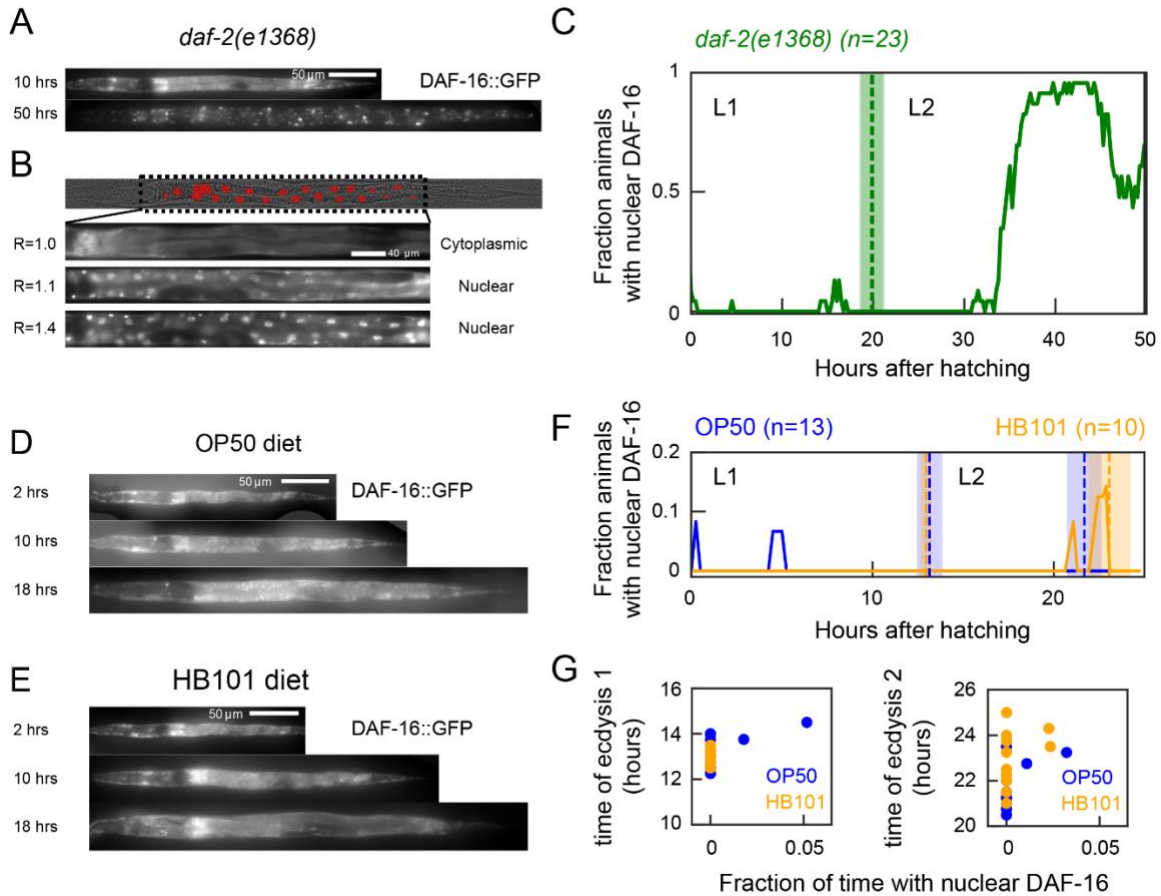 A
daf-2(e1368)
10 hrs
50 µm
DAF-16::GFP
50 hrs
B
R=1.0
40 µm
Cytoplasmic
R=1.1
Nuclear
R=1.4
Nuclear
C
daf-2(e1368) (n=23)
Fraction animals
with nuclear DAF-16
1
0.5
0
L1
L2
0
10
20
30
40
50
Hours after hatching
D
OP50 diet
2 hrs
50 µm
DAF-16::GFP
10 hrs
18 hrs
E
HB101 diet
2 hrs
50 µm
DAF-16::GFP
10 hrs
18 hrs
F
OP50 (n=13)
HB101 (n=10)
Fraction animals
with nuclear DAF-16
0.2
0.1
0
L1
L2
0
10
20
Hours after hatching
G
time of ecdysis 1
(hours)
16
14
12
10
OP50
HB101
0
0.05
time of ecdysis 2
(hours)
26
24
22
20
OP50
HB101
0
0.05
Fraction of time with nuclear DAF-16